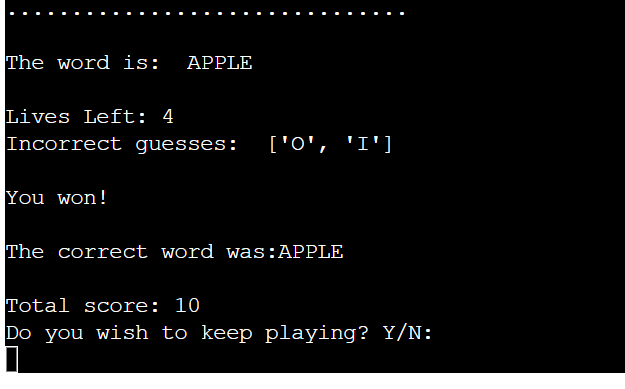 ...............................
The word is:  APPLE
Lives Left: 4
Incorrect guesses:  ['O', 'I']
You won!
The correct word was:APPLE
Total score: 10
Do you wish to keep playing? Y/N: